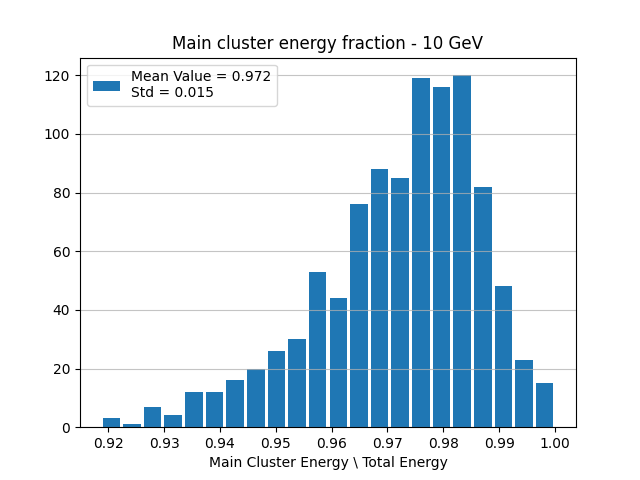 Main cluster energy fraction - 10 GeV
Mean Value = 0.972
Std = 0.015
120
100
80
60
40
20
0
0.92 0.93 0.94 0.95 0.96 0.97 0.98 0.99 1.00
Main Cluster Energy \ Total Energy